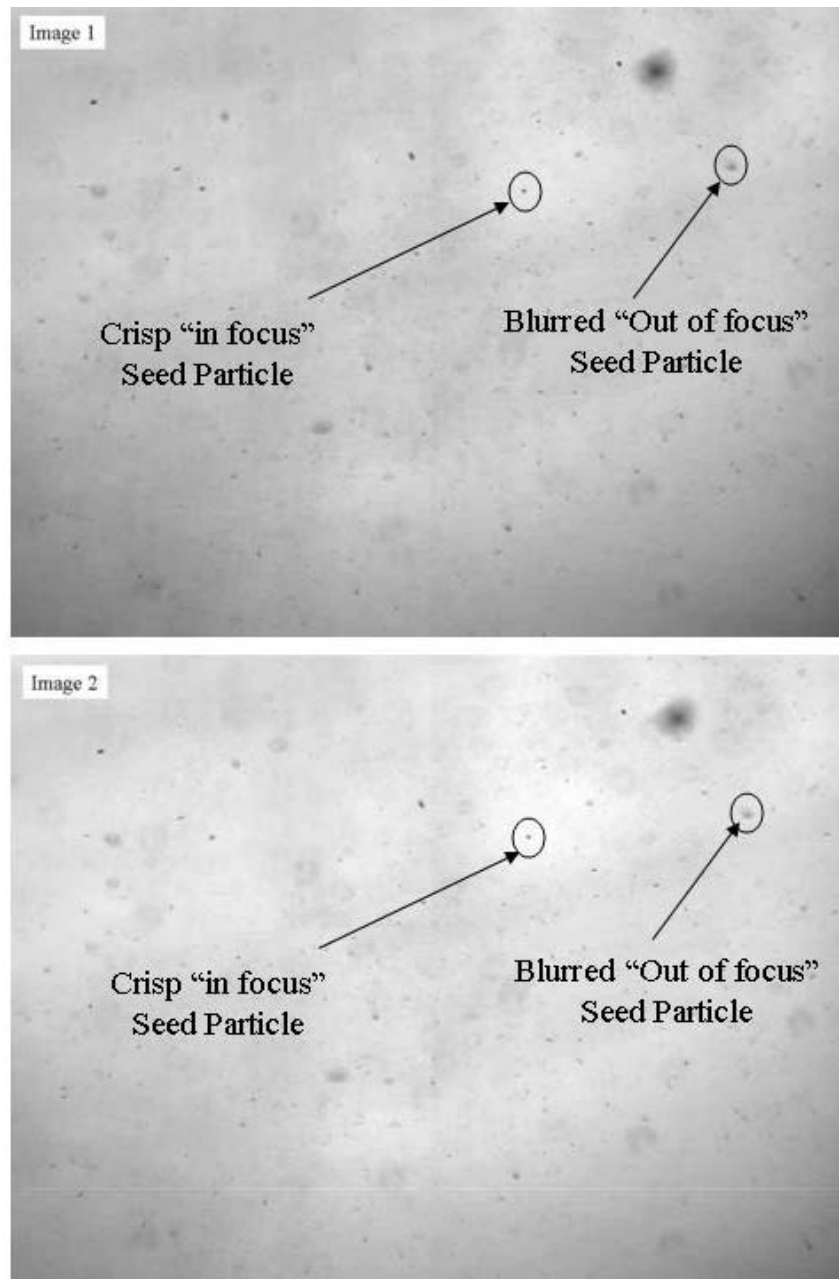 Image 1
Crisp “in focus”
Seed Particle
Blurred “Out of focus”
Seed Particle
Image 2
Crisp “in focus”
Seed Particle
Blurred “Out of focus”
Seed Particle